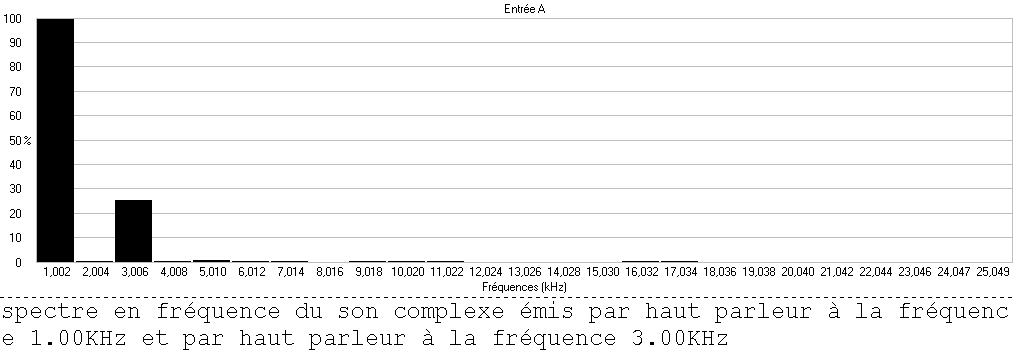 Entrée A
100
90
80
70
60
50 %
40
30
20
10
0
1,002 2,004 3,006 4,008 5,010 6,012 7,014 8,016 9,018 10,020 11,022 12,024 13,026 14,028 15,030 16,032 17,034 18,036 19,038 20,040 21,042 22,044 23,046 24,047 25,049
Fréquences (kHz)
spectre en fréquence du son complexe émis par haut parleur à la fréquenc
e 1.00KHz et par haut parleur à la fréquence 3.00KHz